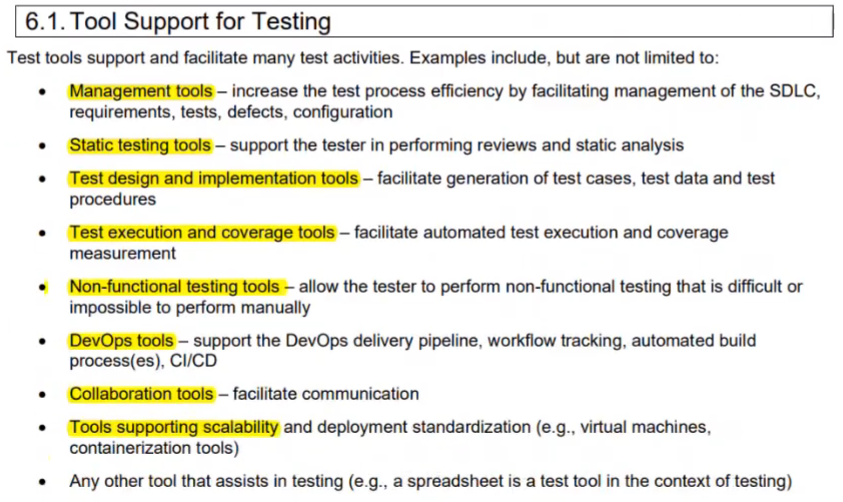 6.1. Tool Support for Testing
Test tools support and facilitate many test activities. Examples include, but are not limited to:
• Management tools – increase the test process efficiency by facilitating management of the SDLC,
requirements, tests, defects, configuration
• Static testing tools – support the tester in performing reviews and static analysis
• Test design and implementation tools – facilitate generation of test cases, test data and test
procedures
• Test execution and coverage tools – facilitate automated test execution and coverage
measurement
• Non-functional testing tools – allow the tester to perform non-functional testing that is difficult or
impossible to perform manually
• DevOps tools – support the DevOps delivery pipeline, workflow tracking, automated build
process(es), CI/CD
• Collaboration tools – facilitate communication
• Tools supporting scalability and deployment standardization (e.g., virtual machines,
containerization tools)
• Any other tool that assists in testing (e.g., a spreadsheet is a test tool in the context of testing)